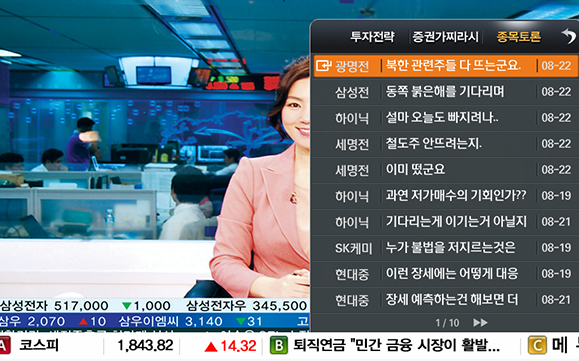 투자전략 증권가찌라시 종목토론
광명전 북한 관련주들 다 뜨는군요. 08-22
삼성전 동쪽 붉은해를 기다리며 08-22
하이닉 설마 오늘도 빠지려나.. 08-22
세명전 철도주 안뜨려는지. 08-22
세명전 이미 떴군요 08-22
하이닉 과연 저가매수의 기회인가?? 08-19
하이닉 기다리는게 이기는거 아닐지 08-21
SK케미 누가 불법을 저지르는것은 08-19
현대중 이런 장세에는 어떻게 대응 08-19
현대중 장세 예측하는건 해보면 더 08-21
1/10
삼성전자 517,000 ▼1,000 삼성전자우 345,500
삼우 2,070 ▲10 삼우이엠씨 3,140 ▼31 고
A 코스피 1,843.82 ▲14.32 B 퇴직연금 "민간 금융 시장이 활발... C 메